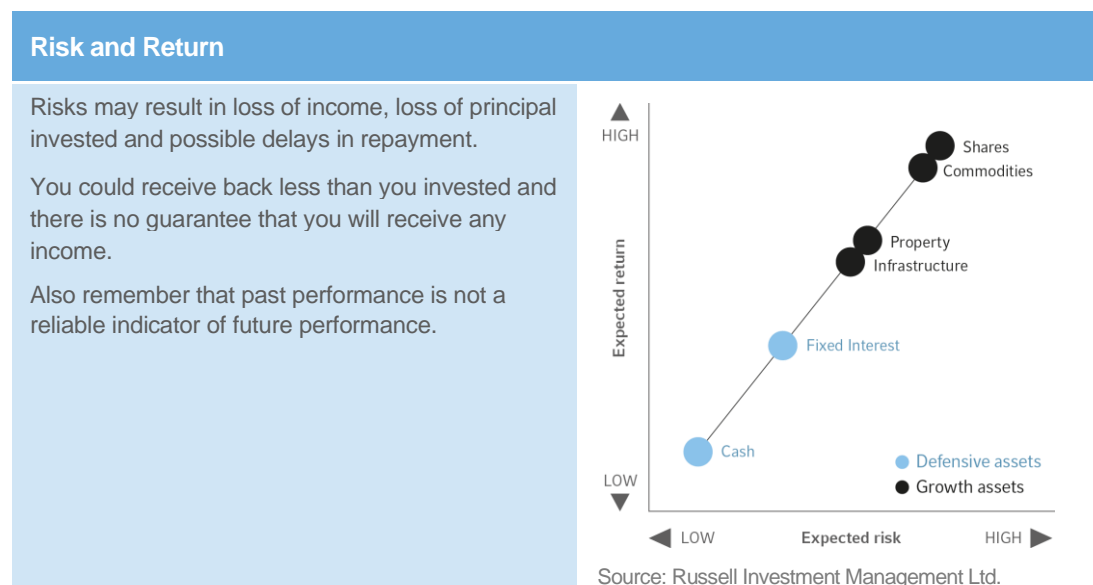 Risk and Return
Risks may result in loss of income, loss of principal
invested and possible delays in repayment.
You could receive back less than you invested and
there is no guarantee that you will receive any
income.
Also remember that past performance is not a
reliable indicator of future performance.
HIGH
Expected return
LOW
Shares
Commodities
Property
Infrastructure
Fixed Interest
Cash
Defensive assets
Growth assets
LOW Expected risk HIGH
Source: Russell Investment Management Ltd.